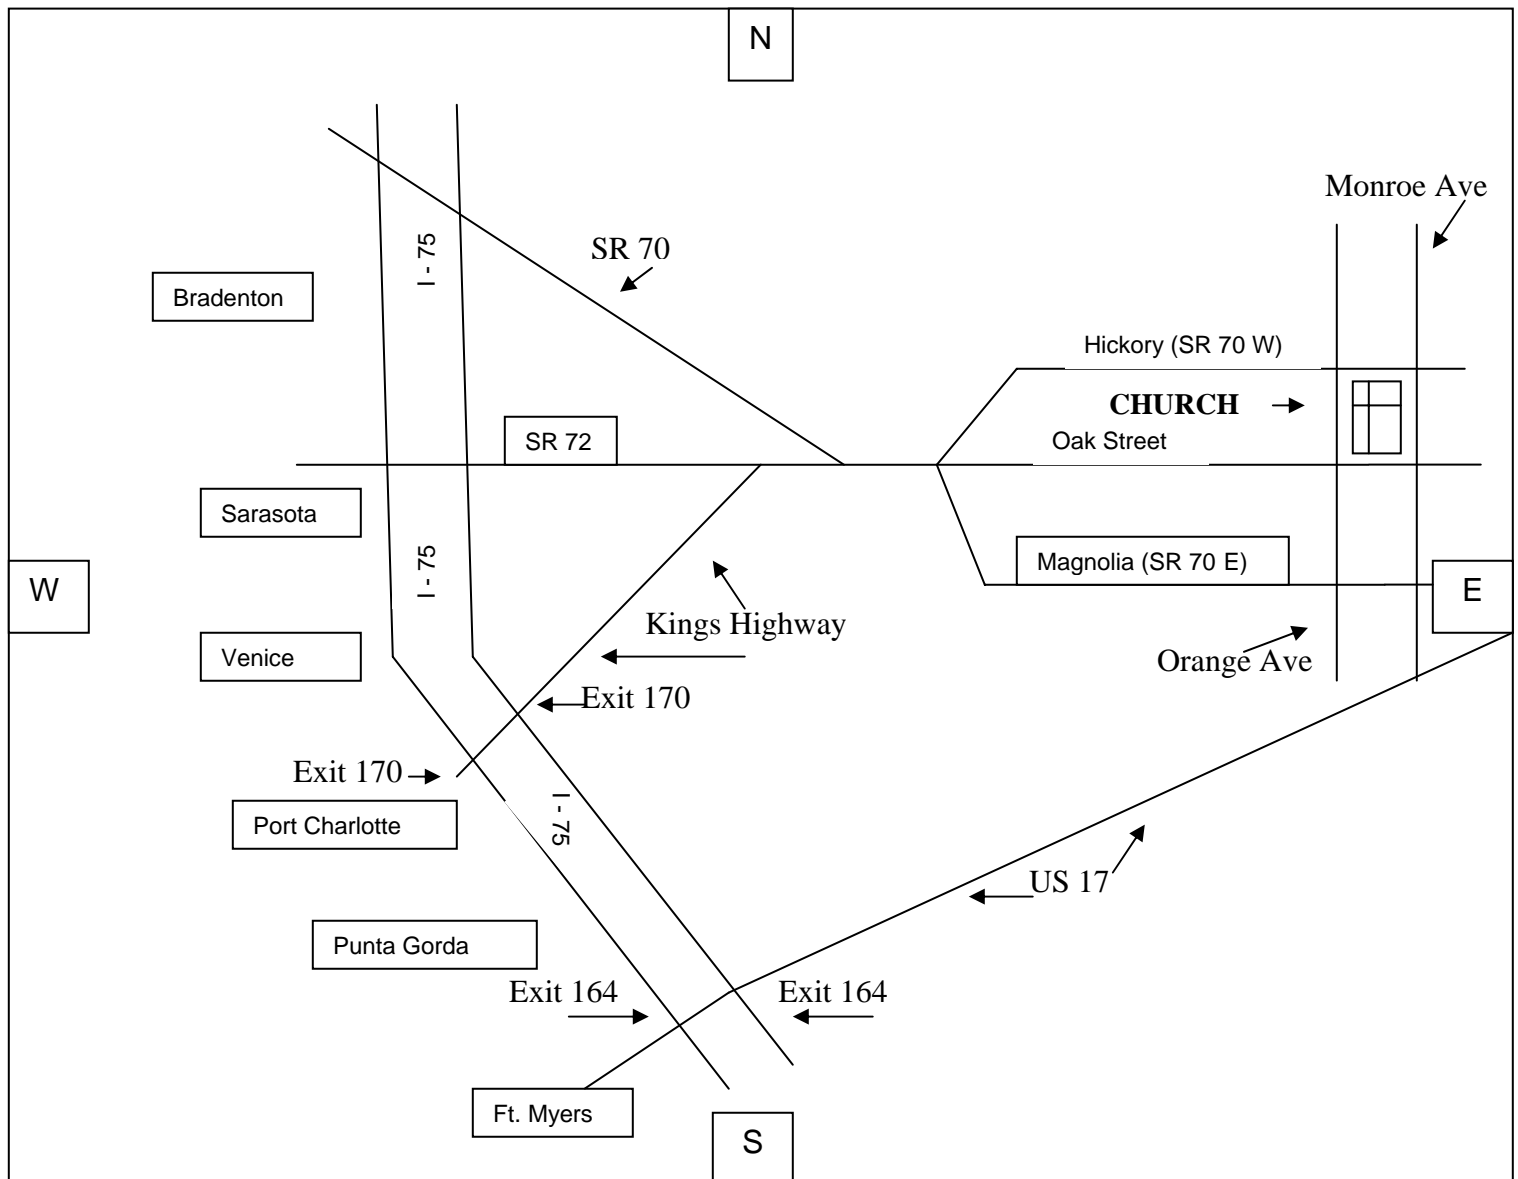 N
Monroe Ave
SR 70
I - 75
Bradenton
Hickory (SR 70 W)
CHURCH
SR 72
Oak Street
Sarasota
I - 75
Magnolia (SR 70 E)
W
E
Kings Highway
Venice
Orange Ave
Exit 170
Exit 170
I - 75
Port Charlotte
US 17
Punta Gorda
Exit 164
Exit 164
Ft. Myers
S